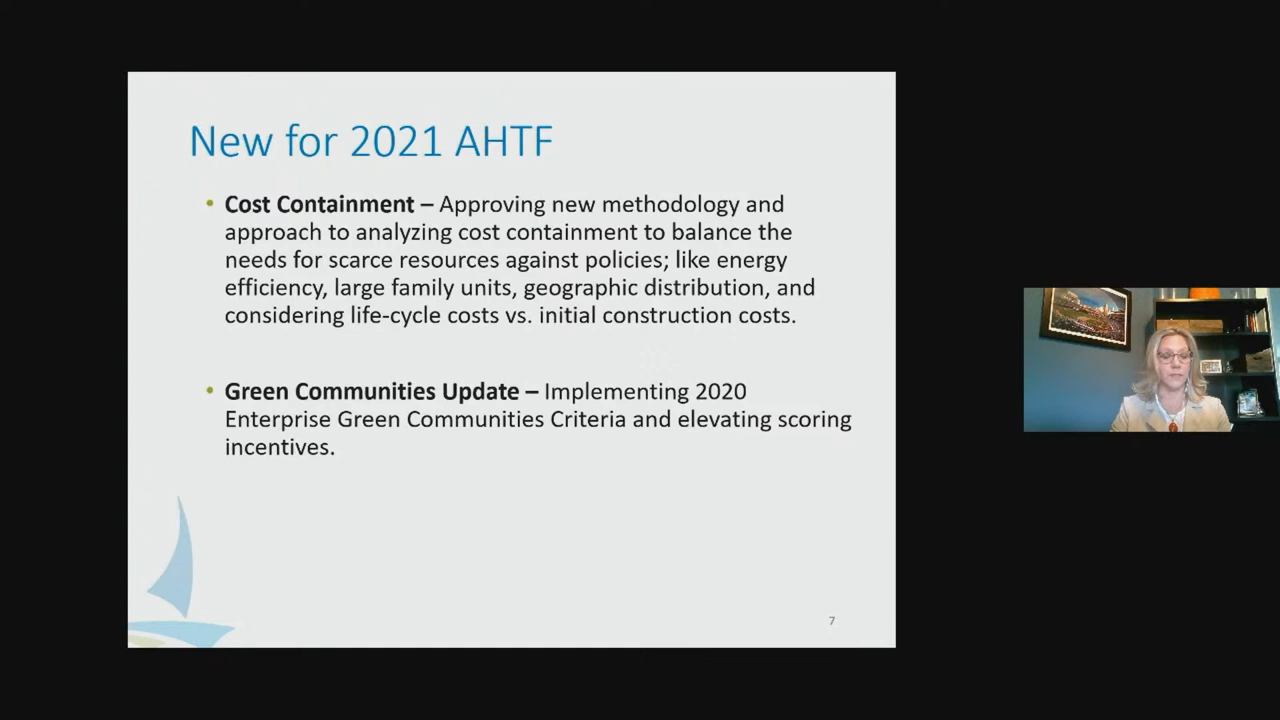 New for 2021 AHTF
• Cost Containment – Approving new methodology and
approach to analyzing cost containment to balance the
needs for scarce resources against policies; like energy
efficiency, large family units, geographic distribution, and
considering life-cycle costs vs. initial construction costs.
• Green Communities Update – Implementing 2020
Enterprise Green Communities Criteria and elevating scoring
incentives.
7